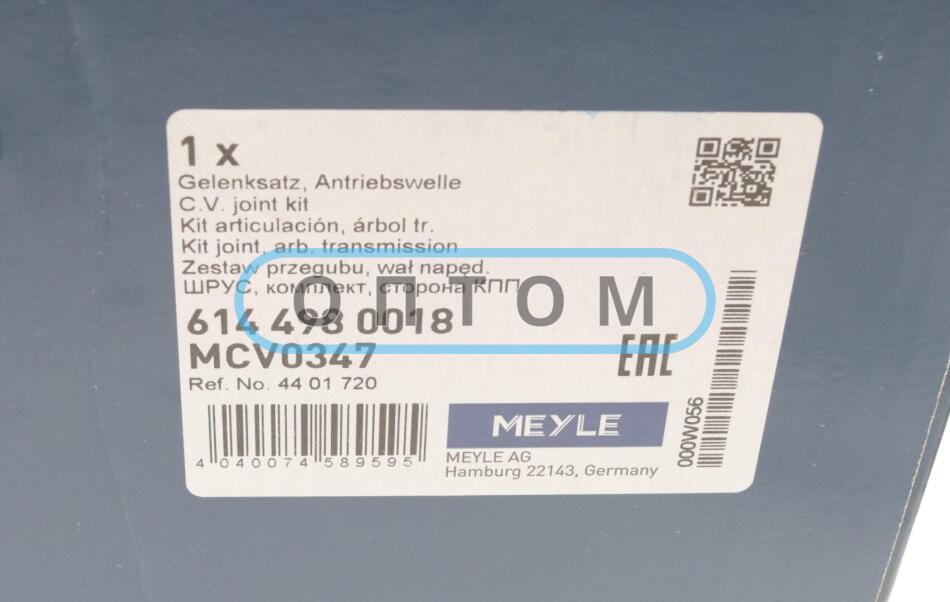 1 x
Gelenksatz, Antriebswelle
C.V. joint kit
Kit articulación, árbol tr.
Kit joint, arb. transmission
Zestaw przegubu, wał napęd.
ШРУС, комплект, сторона КПП
ОПТОМ
614 498 0018
MCV0347
EAC
Ref. No. 44 01 720
4 040074 589595
MEYLE
MEYLE AG
Hamburg 22143, Germany
000W056